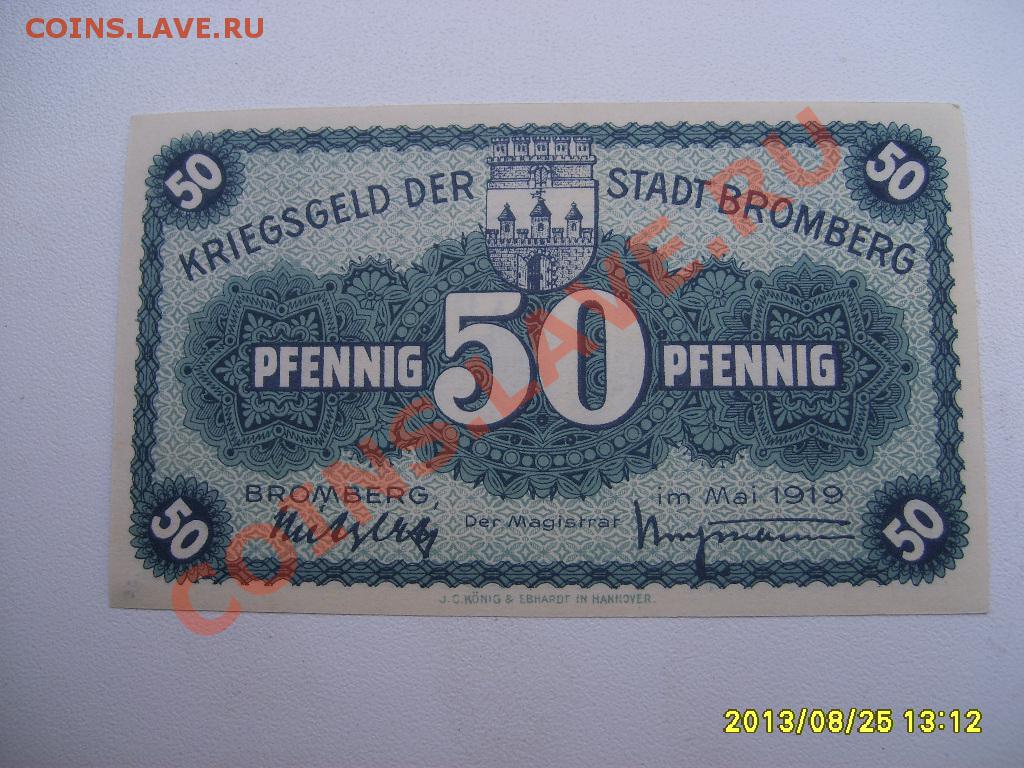 COINS.LAVE.RU
50
50
KRIEGSGELD DER STADT BROMBERG
PFENNIG 50 PFENNIG
BROMBERG, im Mai 1919
Der Magistrat
50
50
J.C.KÖNIG & EBHARDT IN HANNOVER.
COINS.LAVE.RU
2013/08/25 13:12